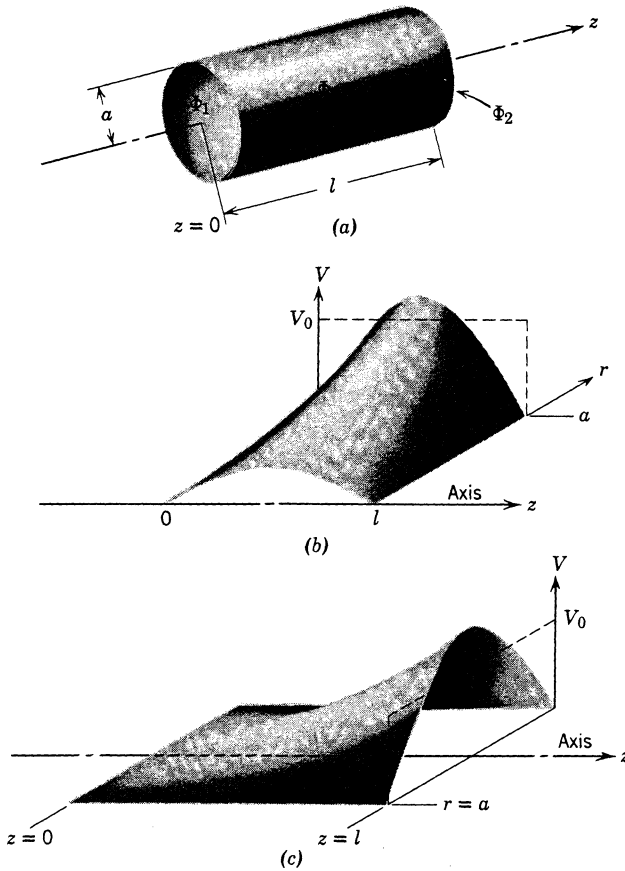 z
Φ₁
a
Φ₂
l
z = 0
(a)
V
V₀
r
a
Axis
z
0
l
(b)
V
V₀
Axis
z
r = a
z = 0
z = l
(c)